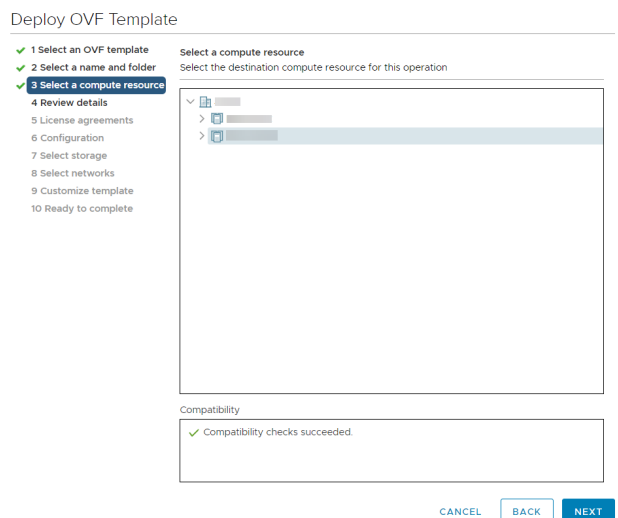 Deploy OVF Template
1 Select an OVF template
2 Select a name and folder
3 Select a compute resource
4 Review details
5 License agreements
6 Configuration
7 Select storage
8 Select networks
9 Customize template
10 Ready to complete
Select a compute resource
Select the destination compute resource for this operation
Compatibility
Compatibility checks succeeded.
CANCEL
BACK
NEXT